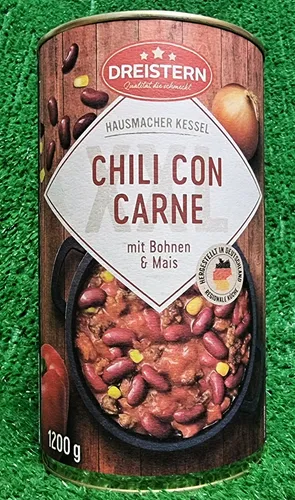 DREISTERN
Qualität die schmeckt
HAUSMACHER KESSEL
XXL
CHILI CON
CARNE
mit Bohnen
& Mais
HERGESTELLT IN DEUTSCHLAND
REGIONALE KÜCHE
1200 g